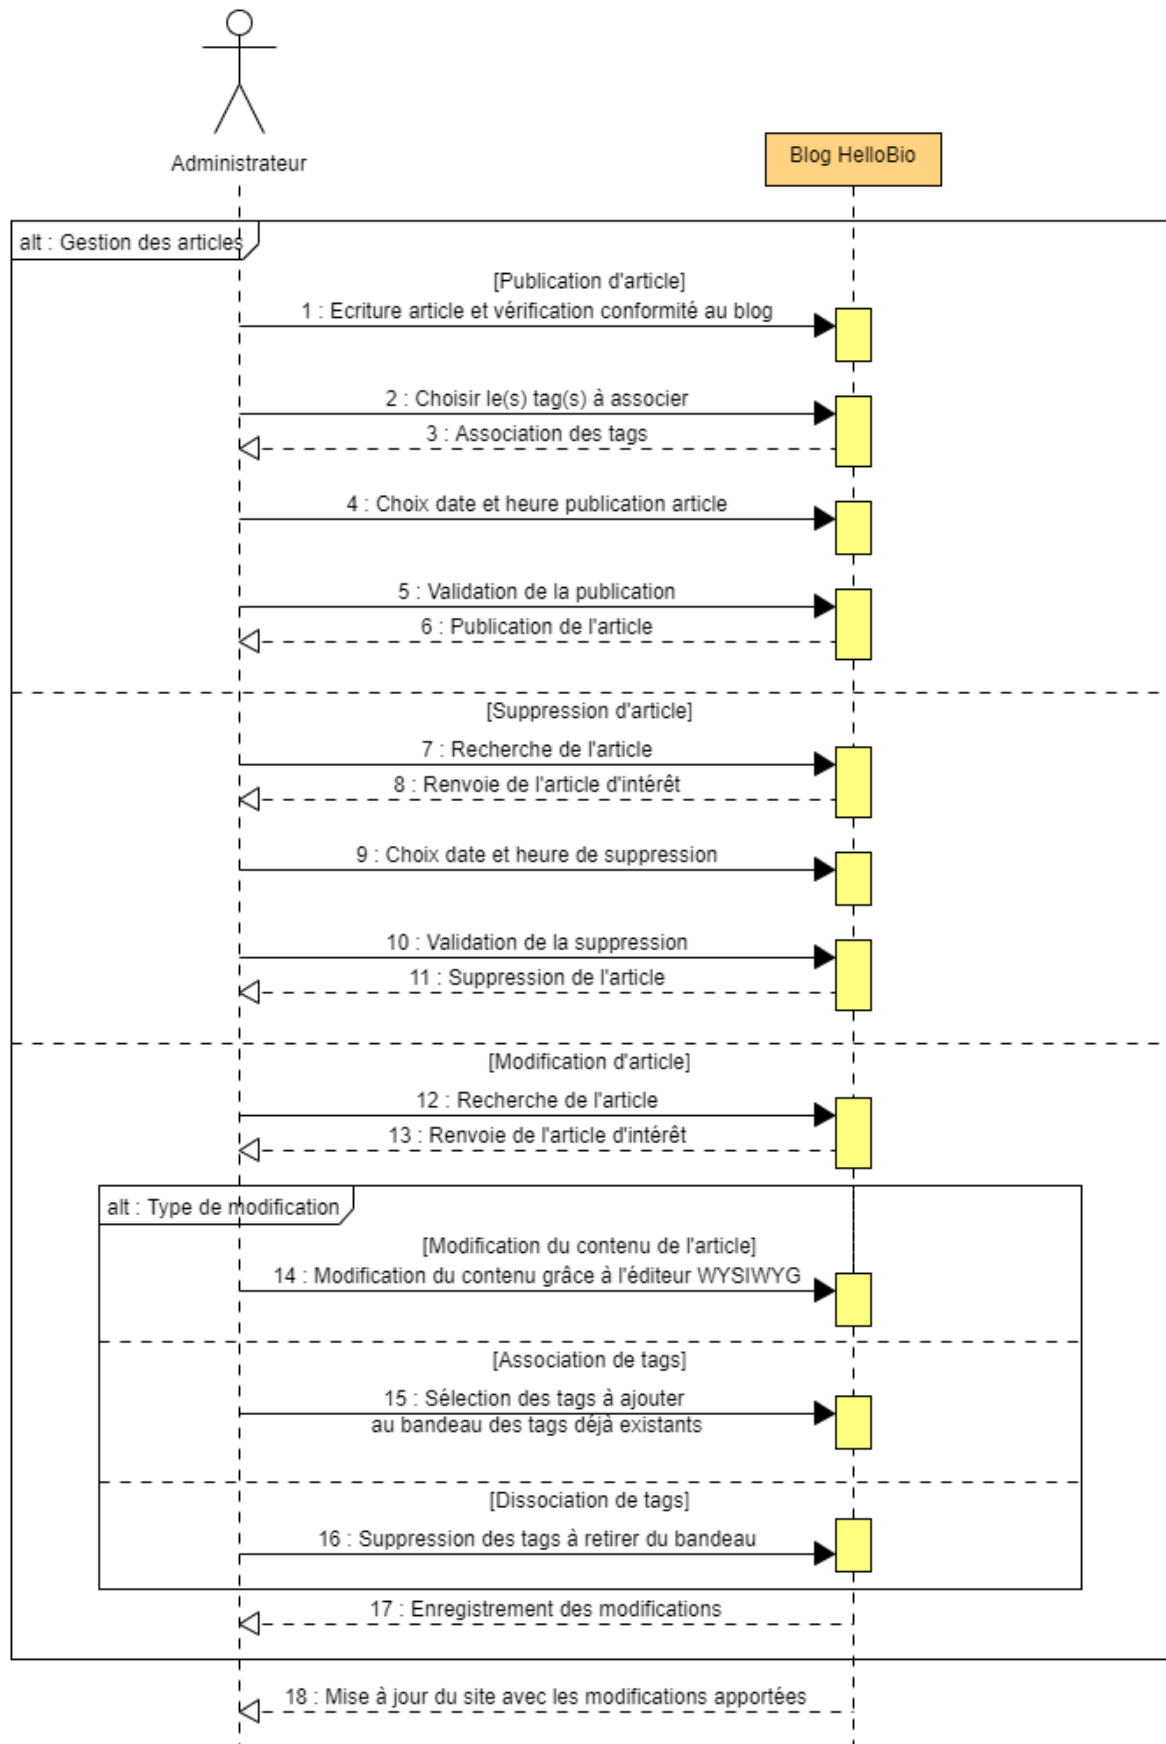 Administrateur
Blog HelloBio
alt : Gestion des articles
[Publication d'article]
1 : Ecriture article et vérification conformité au blog
2 : Choisir le(s) tag(s) à associer
3 : Association des tags
4 : Choix date et heure publication article
5 : Validation de la publication
6 : Publication de l'article
[Suppression d'article]
7 : Recherche de l'article
8 : Renvoie de l'article d'intérêt
9 : Choix date et heure de suppression
10 : Validation de la suppression
11 : Suppression de l'article
[Modification d'article]
12 : Recherche de l'article
13 : Renvoie de l'article d'intérêt
alt : Type de modification
[Modification du contenu de l'article]
14 : Modification du contenu grâce à l'éditeur WYSIWYG
[Association de tags]
15 : Sélection des tags à ajouter
au bandeau des tags déjà existants
[Dissociation de tags]
16 : Suppression des tags à retirer du bandeau
17 : Enregistrement des modifications
18 : Mise à jour du site avec les modifications apportées